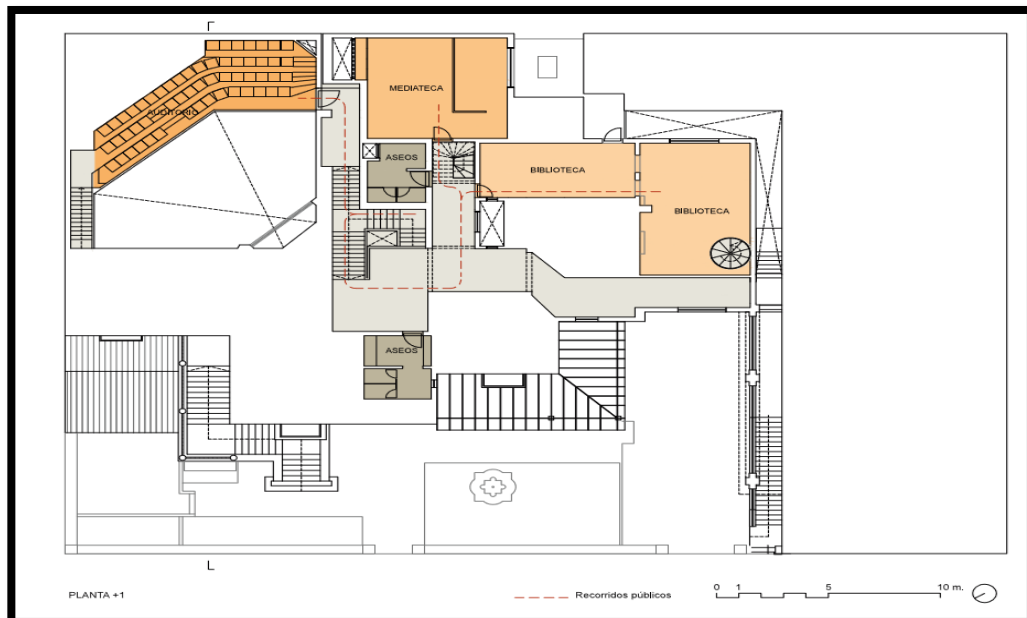 MEDIATECA
AUDITORIO
ASEOS
BIBLIOTECA
BIBLIOTECA
ASEOS
PLANTA +1
Recorridos públicos
0 1 5 10 m.